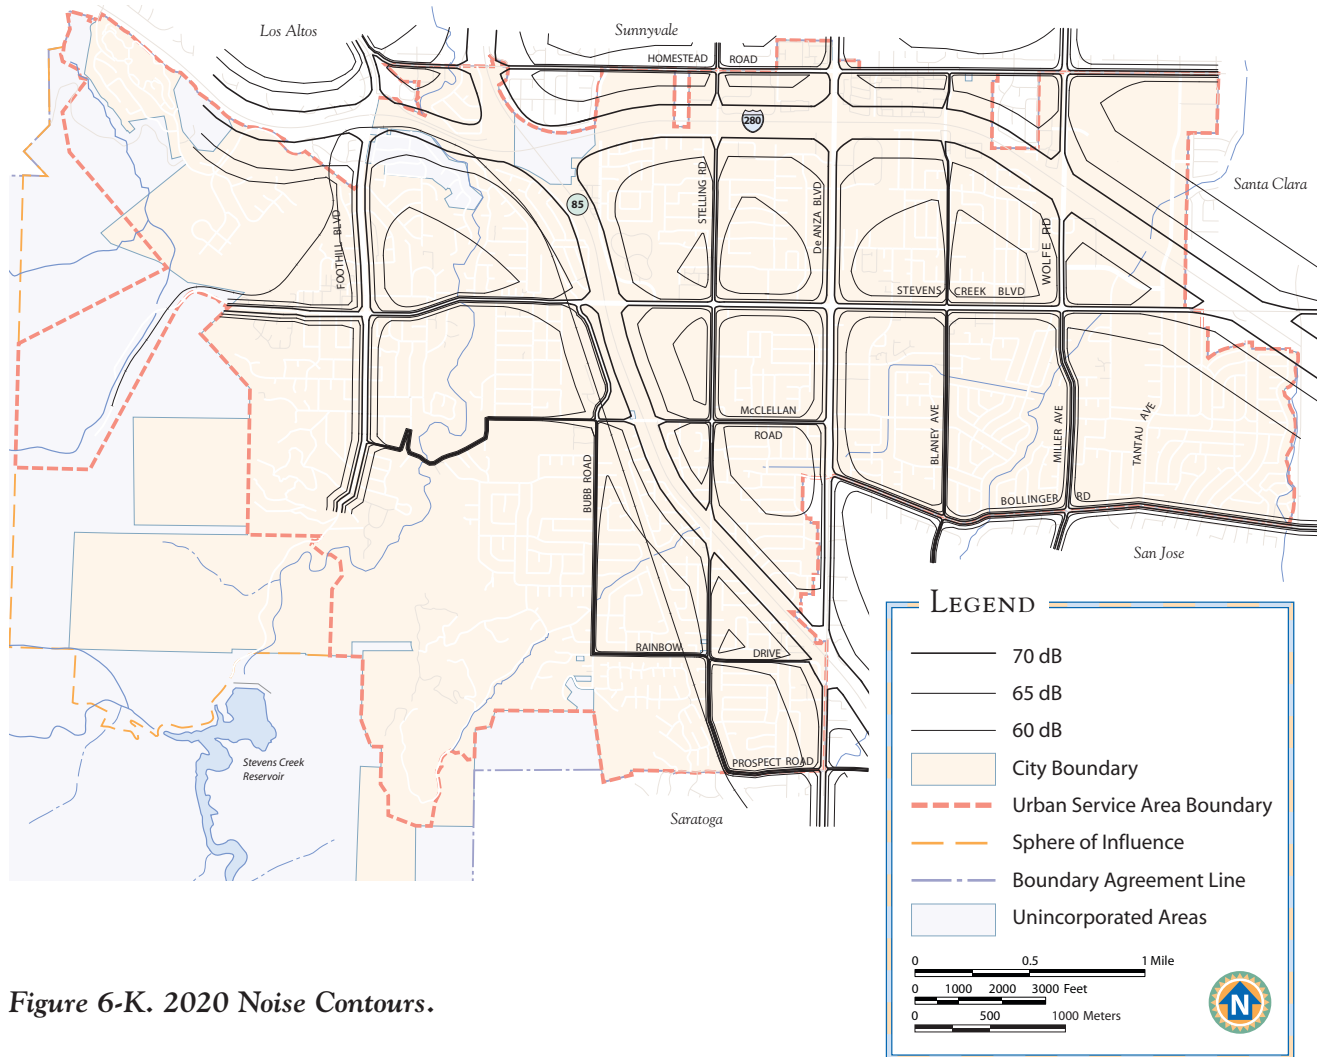 Los Altos
Sunnyvale
HOMESTEAD ROAD
280
Santa Clara
85
STELLING RD
De ANZA BLVD
FOOTHILL BLVD
WOLFE RD
STEVENS CREEK BLVD
McCLELLAN
ROAD
BLANEY AVE
MILLER AVE
TANTAU AVE
BUBB ROAD
BOLLINGER RD
San Jose
RAINBOW DRIVE
PROSPECT ROAD
Stevens Creek
Reservoir
Saratoga
LEGEND
70 dB
65 dB
60 dB
City Boundary
Urban Service Area Boundary
Sphere of Influence
Boundary Agreement Line
Unincorporated Areas
0 0.5 1 Mile
0 1000 2000 3000 Feet
0 500 1000 Meters
N
Figure 6-K. 2020 Noise Contours.